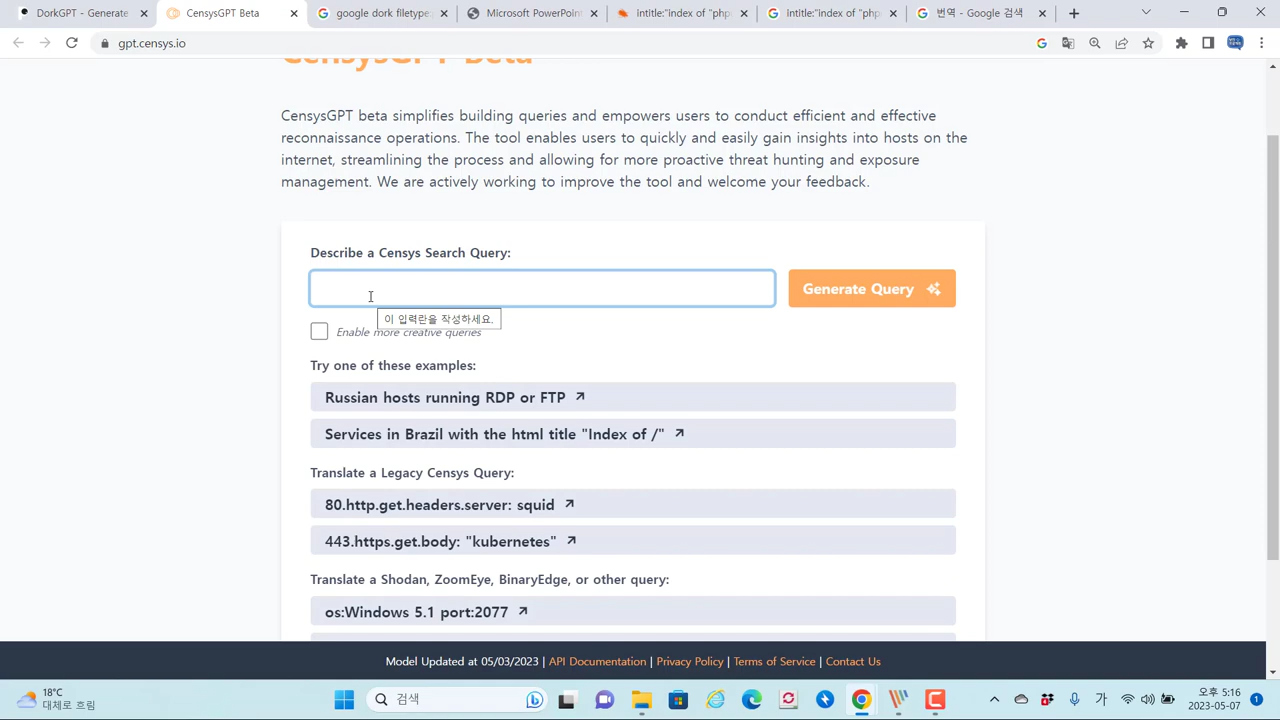 DorkGPT - Generate
CensysGPT Beta
google dork filetype.
Microsoft PowerPoin
Intitle:"index of "php
Intitle:"index of "php
번역 - Google 검색
gpt.censys.io
CensysGPT Beta
CensysGPT beta simplifies building queries and empowers users to conduct efficient and effective
reconnaissance operations. The tool enables users to quickly and easily gain insights into hosts on the
internet, streamlining the process and allowing for more proactive threat hunting and exposure
management. We are actively working to improve the tool and welcome your feedback.
Describe a Censys Search Query:
Generate Query
이 입력란을 작성하세요.
Enable more creative queries
Try one of these examples:
Russian hosts running RDP or FTP
Services in Brazil with the html title "Index of /"
Translate a Legacy Censys Query:
80.http.get.headers.server: squid
443.https.get.body: "kubernetes"
Translate a Shodan, ZoomEye, BinaryEdge, or other query:
os:Windows 5.1 port:2077
Model Updated at 05/03/2023 | API Documentation | Privacy Policy | Terms of Service | Contact Us
18°C
대체로 흐림
검색
가
오후 5:16
2023-05-07
1